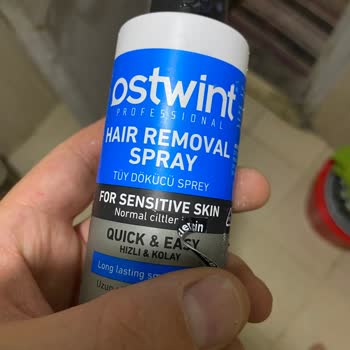 ostwint
PROFESSIONAL
HAIR REMOVAL
SPRAY
TÜY DÖKÜCÜ SPREY
FOR SENSITIVE SKIN
Normal ciltler
QUICK & EASY
HIZLI & KOLAY
Long lasting